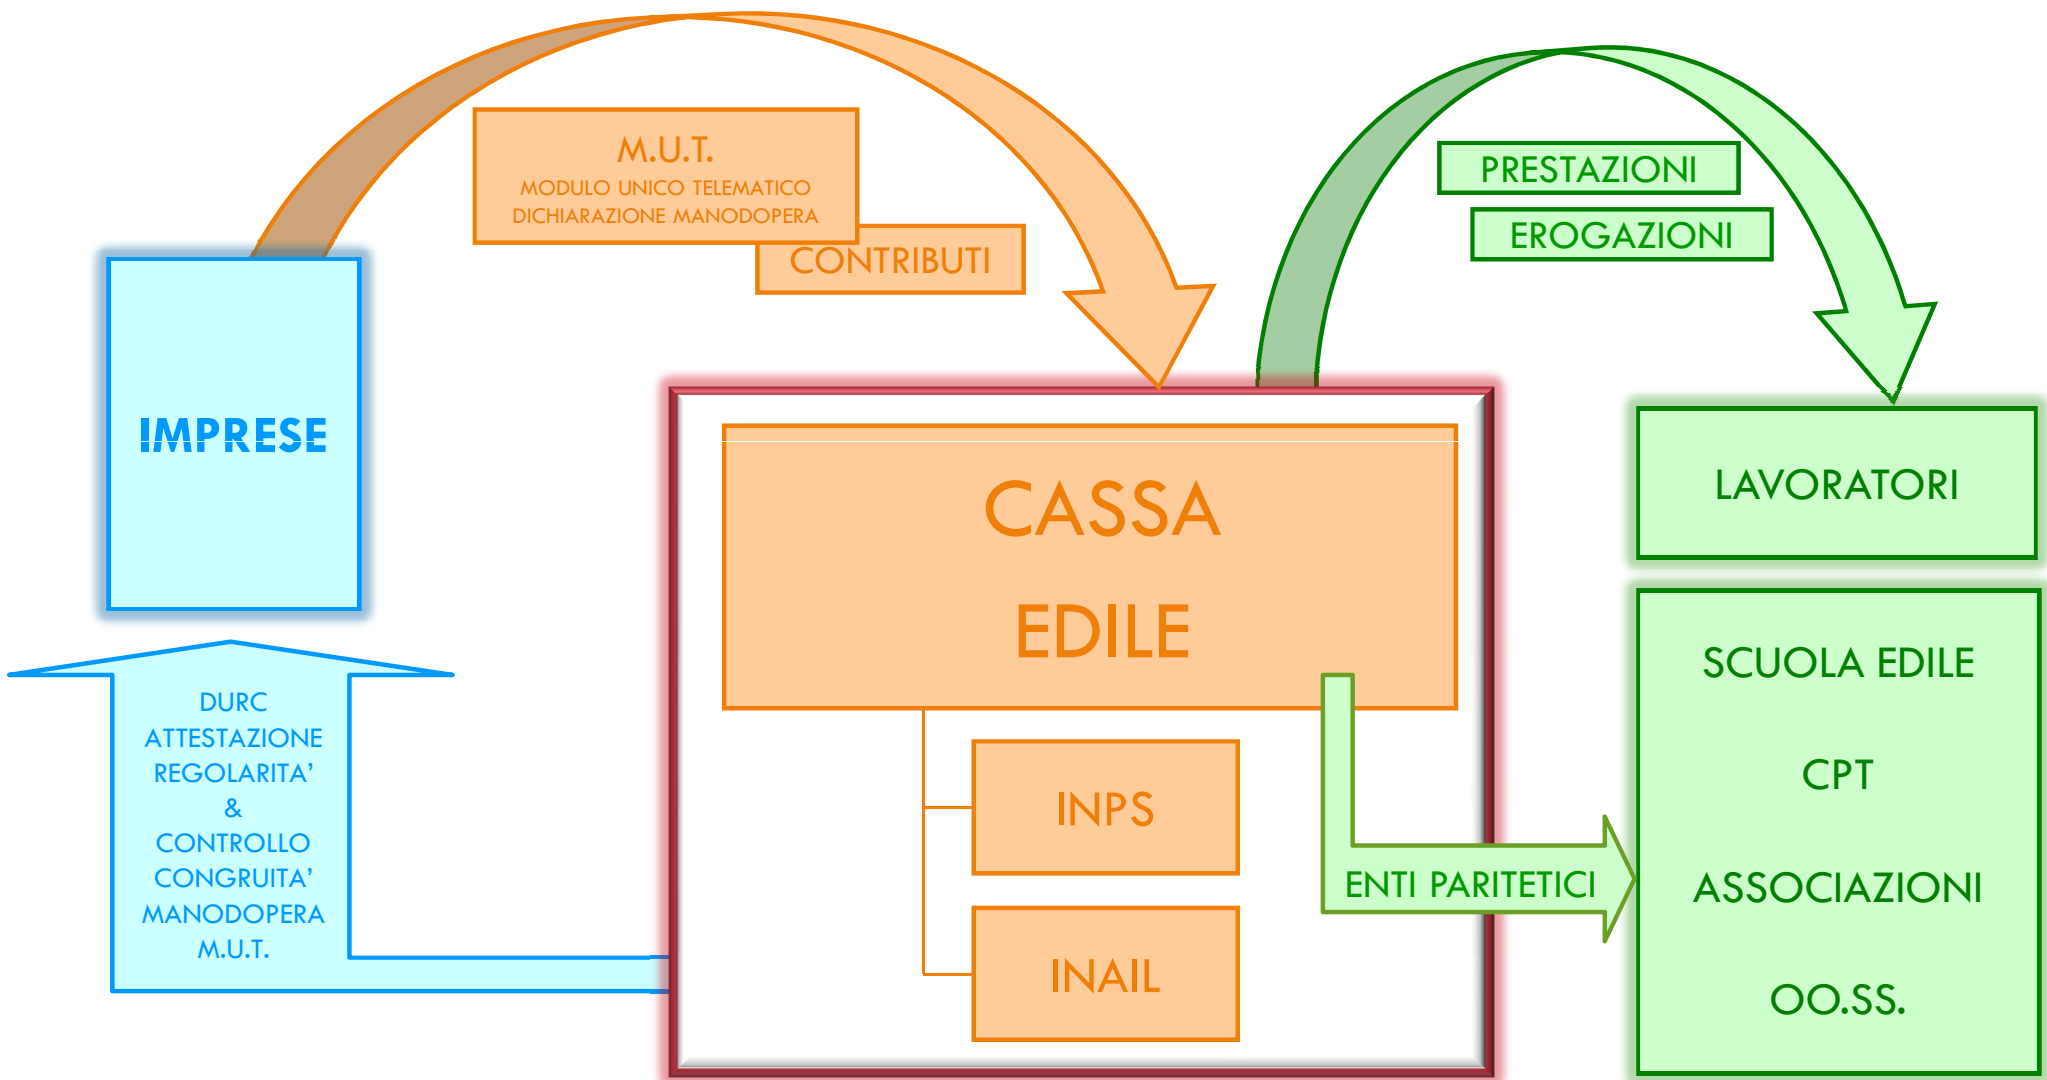 M.U.T.
MODULO UNICO TELEMATICO
DICHIARAZIONE MANODOPERA
CONTRIBUTI
PRESTAZIONI
EROGAZIONI
IMPRESE
CASSA
EDILE
LAVORATORI
INPS
INAIL
ENTI PARITETICI
SCUOLA EDILE
CPT
ASSOCIAZIONI
OO.SS.
DURC
ATTESTAZIONE
REGOLARITA’
&
CONTROLLO
CONGRUITA’
MANODOPERA
M.U.T.